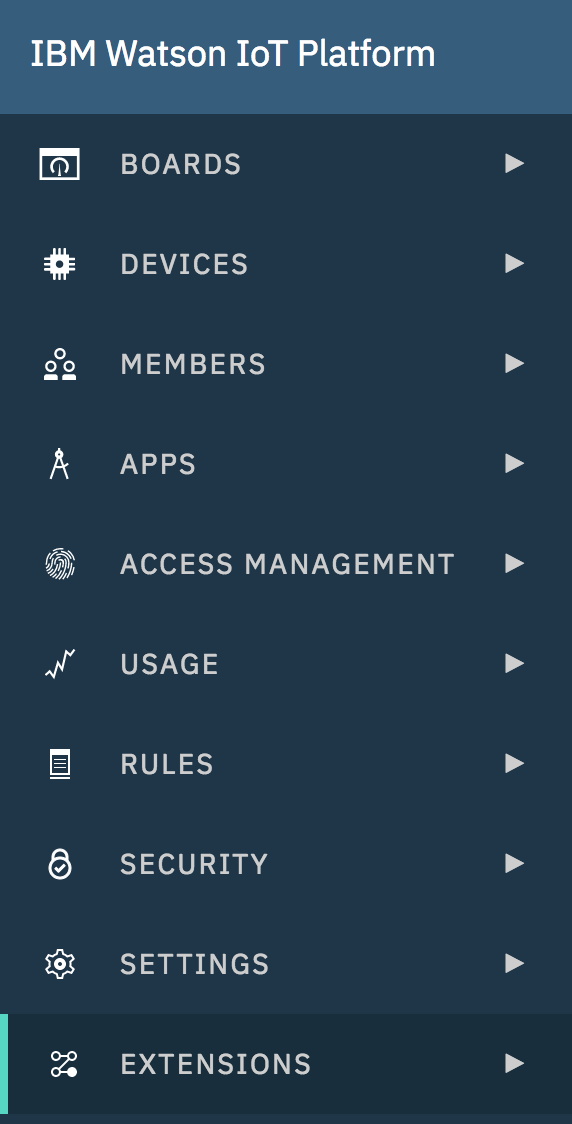 IBM Watson IoT Platform
BOARDS
DEVICES
MEMBERS
APPS
ACCESS MANAGEMENT
USAGE
RULES
SECURITY
SETTINGS
EXTENSIONS